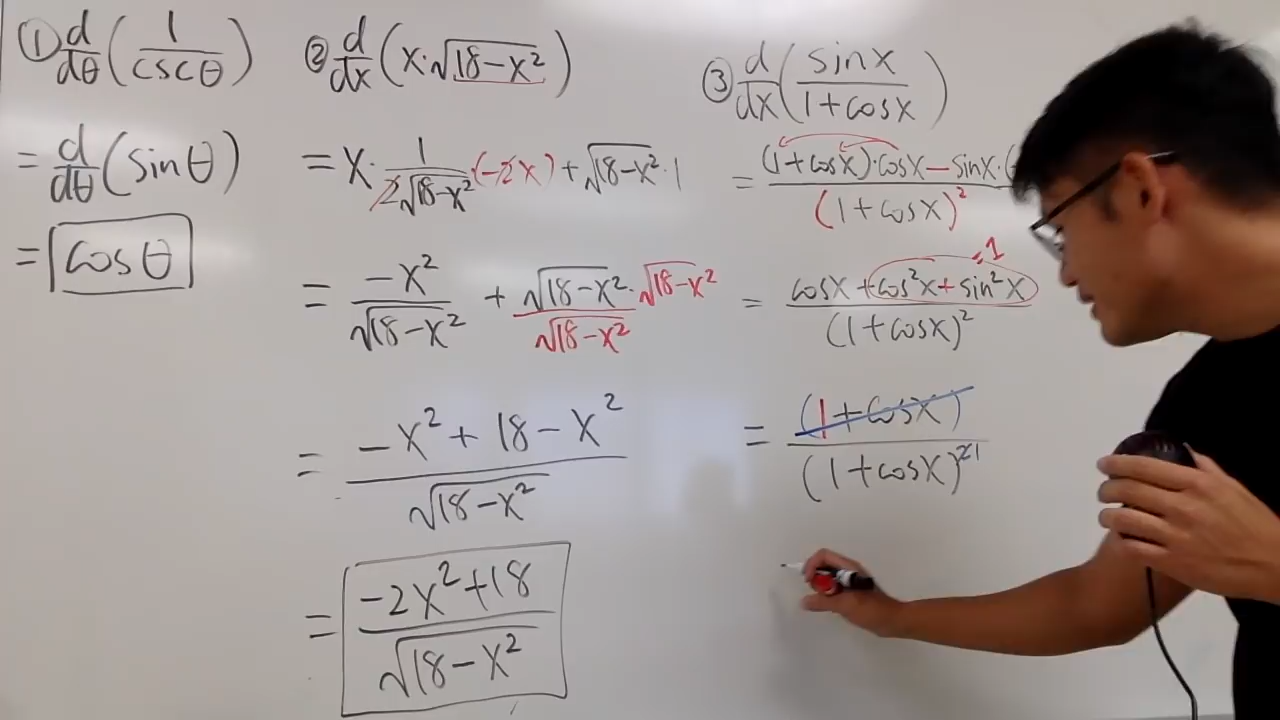 ① d/dθ (1/cscθ)
= d/dθ (sinθ)
= cosθ
② d/dx (x·√(18-x²))
= x· 1/(2√(18-x²)) ·(-2x) + √(18-x²)·1
= -x²/√(18-x²) + √(18-x²)·√(18-x²)/√(18-x²)
= (-x² + 18 - x²)/√(18-x²)
= (-2x²+18)/√(18-x²)
③ d/dx (sinx/(1+cosx))
= ((1+cosx)·cosx - sinx·(/(1+cosx)²
1
= (cosx + cos²x + sin²x)/(1+cosx)²
= (1+cosx)/(1+cosx)²¹